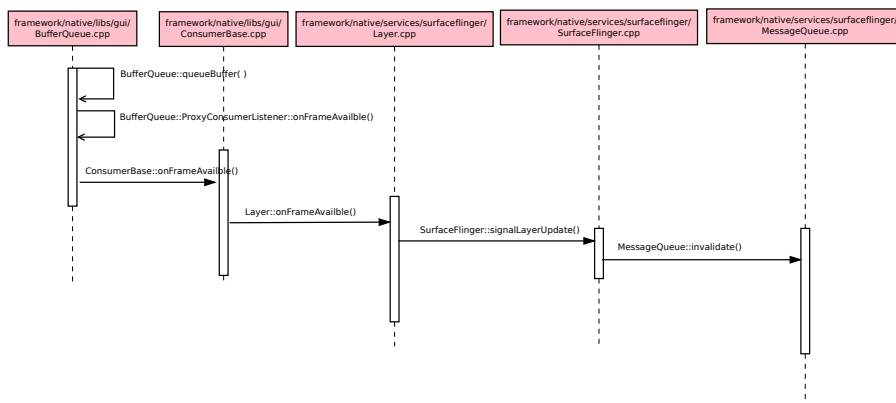 framework/native/libs/gui/
BufferQueue.cpp
framework/native/libs/gui/
ConsumerBase.cpp
framework/native/services/surfaceflinger/
Layer.cpp
framework/native/services/surfaceflinger/
SurfaceFlinger.cpp
framework/native/services/surfaceflinger/
MessageQueue.cpp
BufferQueue::queueBuffer( )
BufferQueue::ProxyConsumerListener::onFrameAvailble()
ConsumerBase::onFrameAvailble()
Layer::onFrameAvailble()
SurfaceFlinger::signalLayerUpdate()
MessageQueue::invalidate()